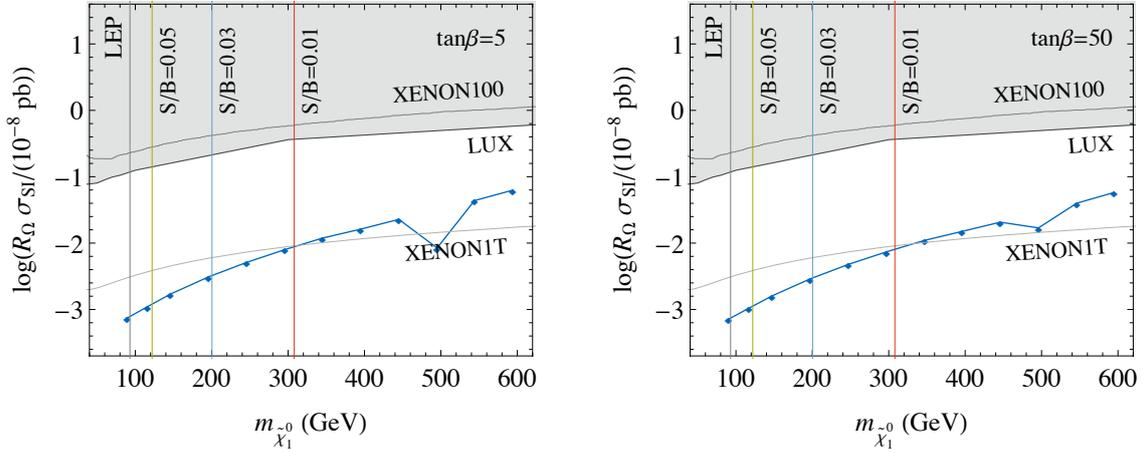 LEP
S/B=0.05
S/B=0.03
S/B=0.01
tanβ=5
XENON100
LUX
XENON1T
1
0
−1
−2
−3
log(R_Ω σ_SI/(10^−8 pb))
100 200 300 400 500 600
m_χ̃₁⁰ (GeV)
LEP
S/B=0.05
S/B=0.03
S/B=0.01
tanβ=50
XENON100
LUX
XENON1T
1
0
−1
−2
−3
log(R_Ω σ_SI/(10^−8 pb))
100 200 300 400 500 600
m_χ̃₁⁰ (GeV)